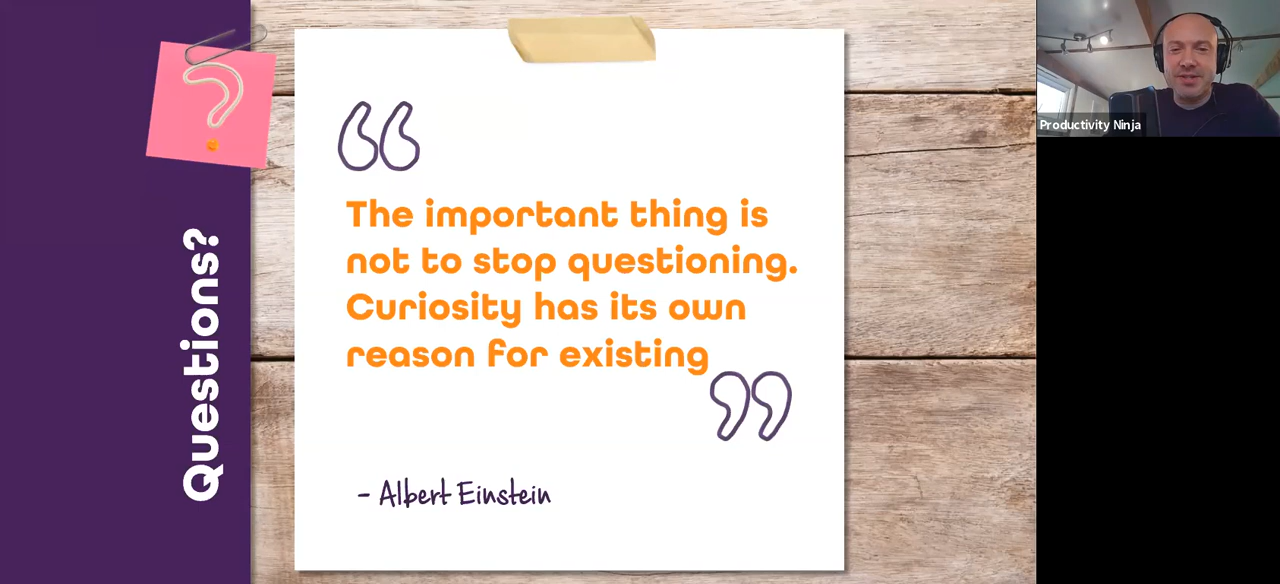 Questions?
?
“
The important thing is
not to stop questioning.
Curiosity has its own
reason for existing
”
- Albert Einstein
Productivity Ninja